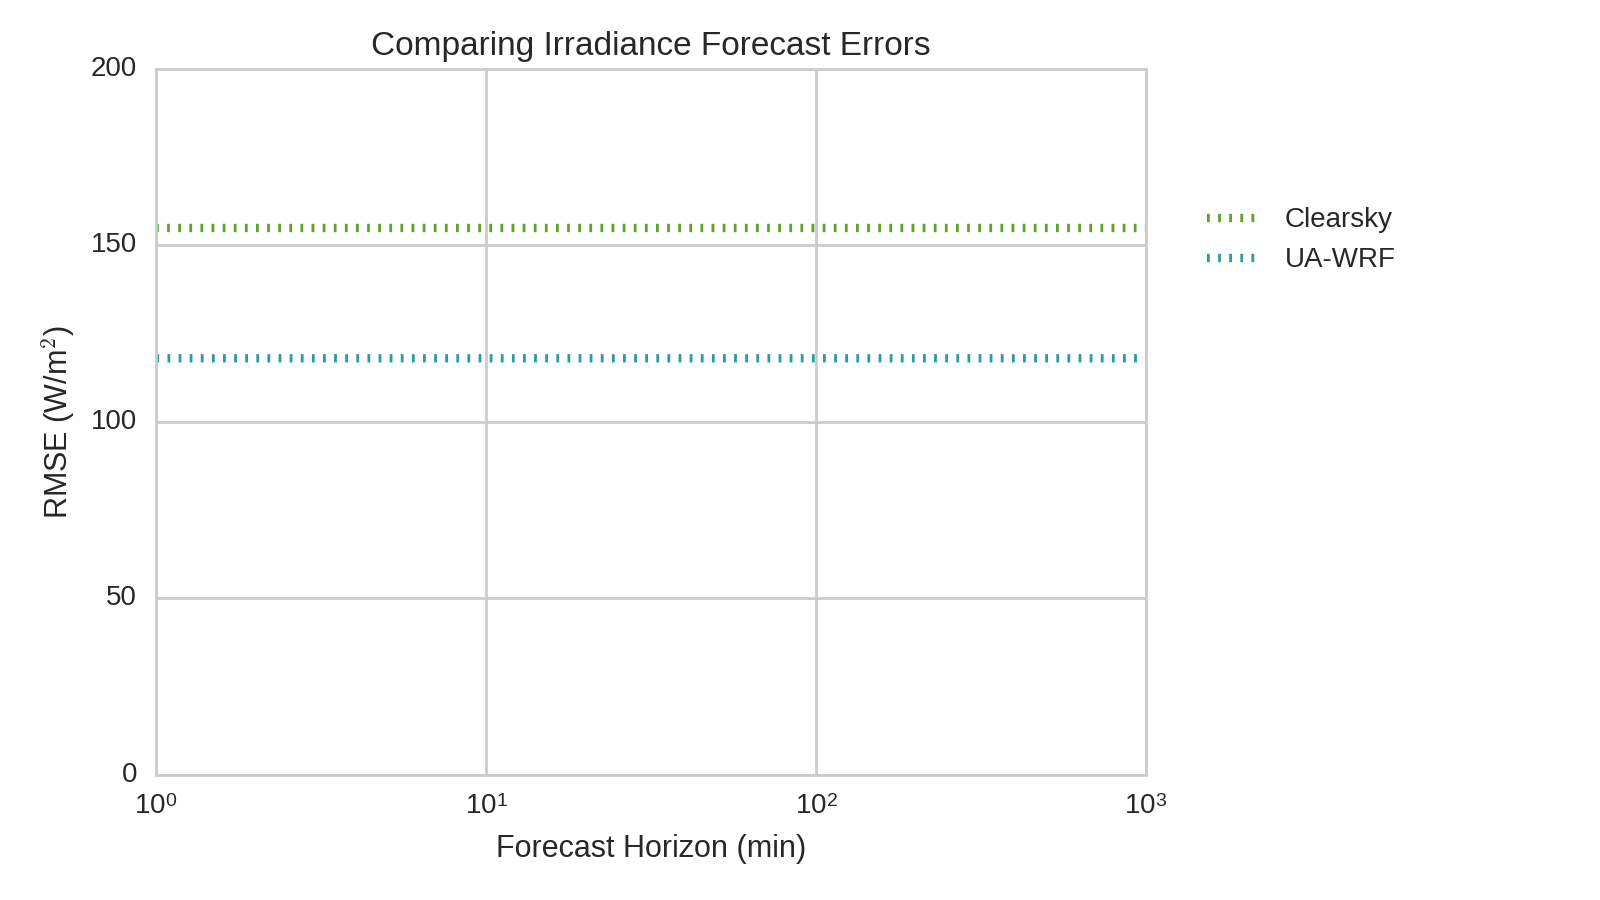 Comparing Irradiance Forecast Errors
200
150
100
50
0
RMSE (W/m²)
10⁰ 10¹ 10² 10³
Forecast Horizon (min)
Clearsky
UA-WRF